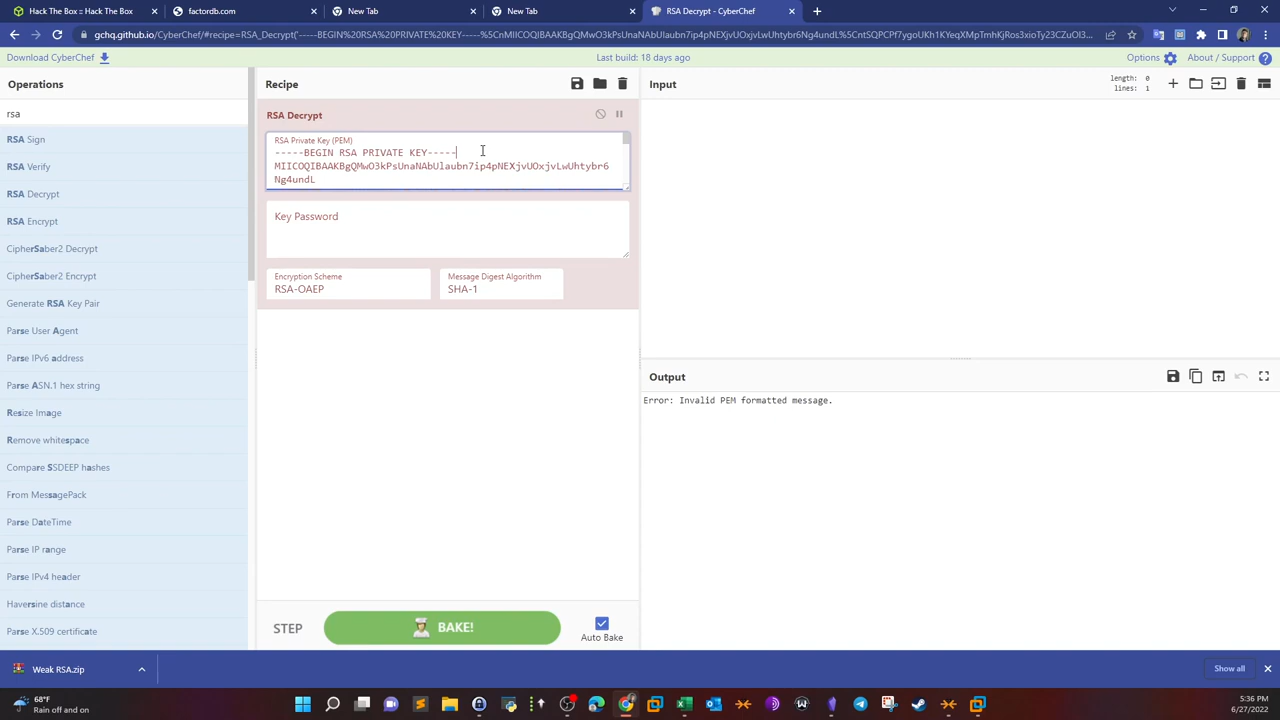 Hack The Box = Hack The Box
factordb.com
New Tab
New Tab
RSA Decrypt - CyberChef
gchq.github.io/CyberChef/#recipe=RSA_Decrypt('-----BEGIN%20RSA%20PRIVATE%20KEY-----%5CnMIICOQIBAAKBgQMwO3kPsUnaNAbUlaubn7ip4pNEXjvUOxjvLwUhtybr6Ng4undL%5CntSQPCPf7ygoUKh1KYeqXMpTmhKjRos3xioTy23CZuOl3...
Download CyberChef
Last build: 18 days ago
Options
About / Support
Operations
Recipe
Input
length: 0
lines: 1
rsa
RSA Sign
RSA Verify
RSA Decrypt
RSA Encrypt
CipherSaber2 Decrypt
CipherSaber2 Encrypt
Generate RSA Key Pair
Parse User Agent
Parse IPv6 address
Parse ASN.1 hex string
Resize Image
Remove whitespace
Compare SSDEEP hashes
From MessagePack
Parse DateTime
Parse IP range
Parse IPv4 header
Haversine distance
Parse X.509 certificate
RSA Decrypt
RSA Private Key (PEM)
-----BEGIN RSA PRIVATE KEY-----
MIICOQIBAAKBgQMwO3kPsUnaNAbUlaubn7ip4pNEXjvUOxjvLwUhtybr6
Ng4undL
Key Password
Encryption Scheme
RSA-OAEP
Message Digest Algorithm
SHA-1
STEP
BAKE!
Auto Bake
Output
Error: Invalid PEM formatted message.
Weak RSA.zip
Show all
68°F
Rain off and on
5:36 PM
6/27/2022